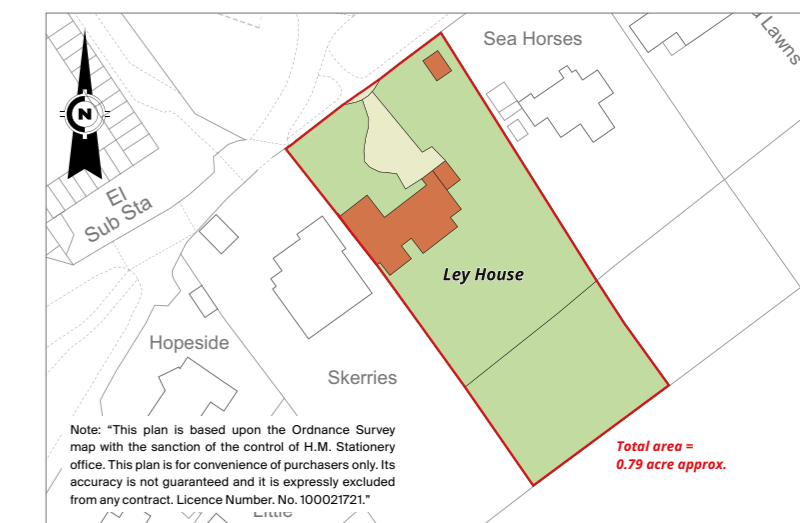 Sea Horses
Lawns
N
El
Sub Sta
Ley House
Hopeside
Skerries
Note: “This plan is based upon the Ordnance Survey
map with the sanction of the control of H.M. Stationery
office. This plan is for convenience of purchasers only. Its
accuracy is not guaranteed and it is expressly excluded
from any contract. Licence Number. No. 100021721.”
Total area =
0.79 acre approx.
Little